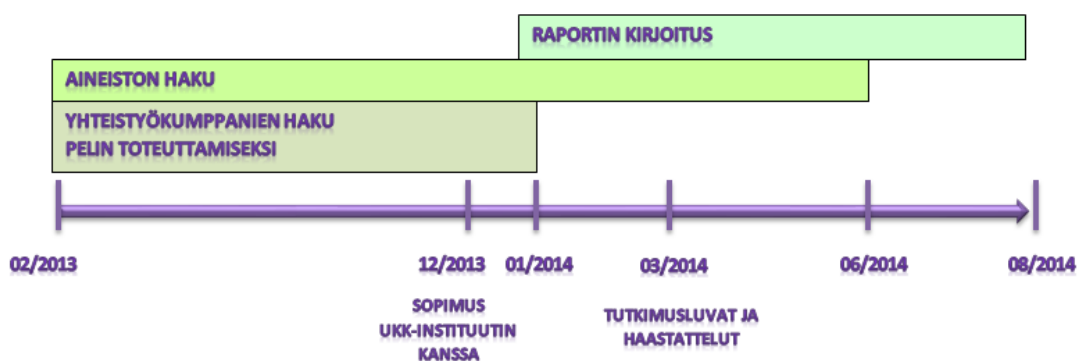 RAPORTIN KIRJOITUS
AINEISTON HAKU
YHTEISTYÖKUMPPANIEN HAKU
PELIN TOTEUTTAMISEKSI
02/2013
12/2013
01/2014
03/2014
06/2014
08/2014
SOPIMUS
UKK-INSTITUUTIN
KANSSA
TUTKIMUSLUVAT JA
HAASTATTELUT